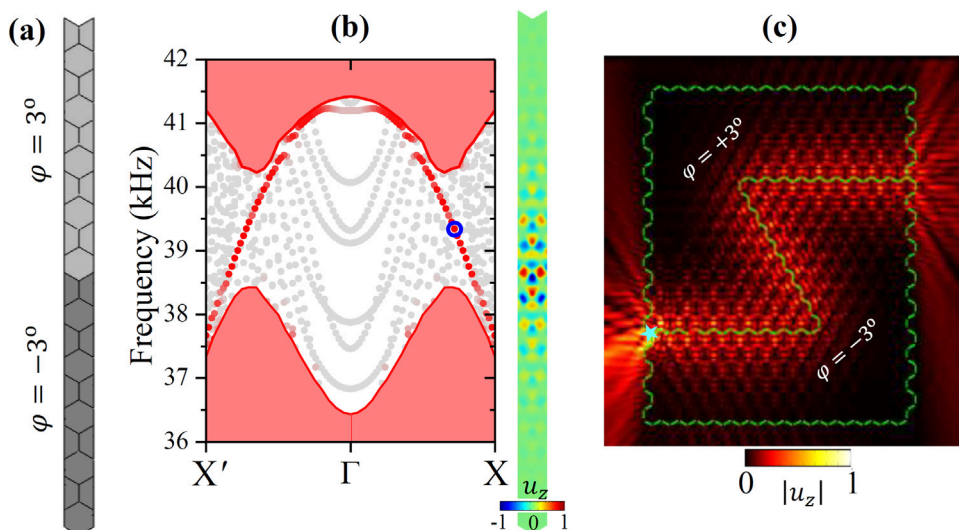 (a)
φ = 3°
φ = −3°
(b)
Frequency (kHz)
42
41
40
39
38
37
36
X′
Γ
X
u_z
-1 0 1
(c)
φ = +3°
φ = −3°
0 1
|u_z|